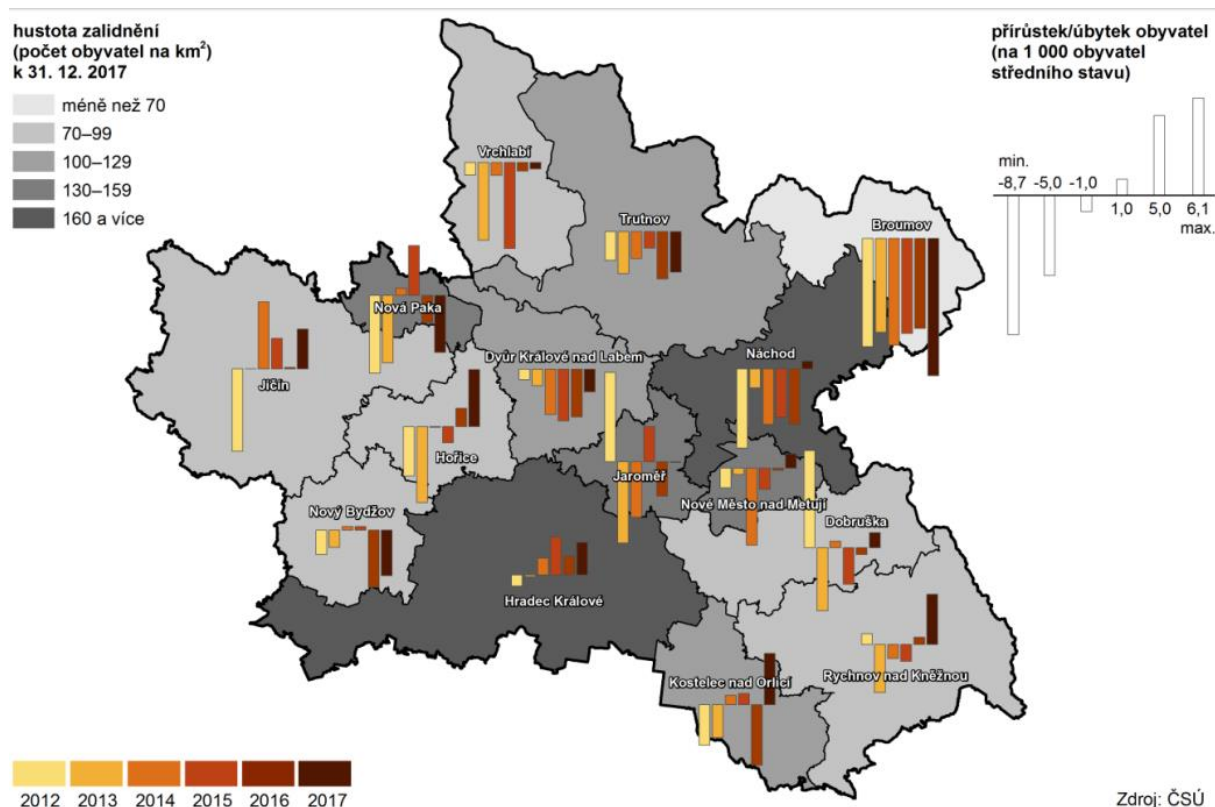 hustota zalidnění
(počet obyvatel na km²)
k 31. 12. 2017
méně než 70
70–99
100–129
130–159
160 a více
přírůstek/úbytek obyvatel
(na 1 000 obyvatel
středního stavu)
min.
-8,7 -5,0 -1,0
1,0 5,0 6,1
max.
Vrchlabí
Trutnov
Broumov
Nová Paka
Jičín
Dvůr Králové nad Labem
Náchod
Hořice
Jaroměř
Nové Město nad Metují
Nový Bydžov
Dobruška
Hradec Králové
Rychnov nad Kněžnou
Kostelec nad Orlicí
2012 2013 2014 2015 2016 2017
Zdroj: ČSÚ